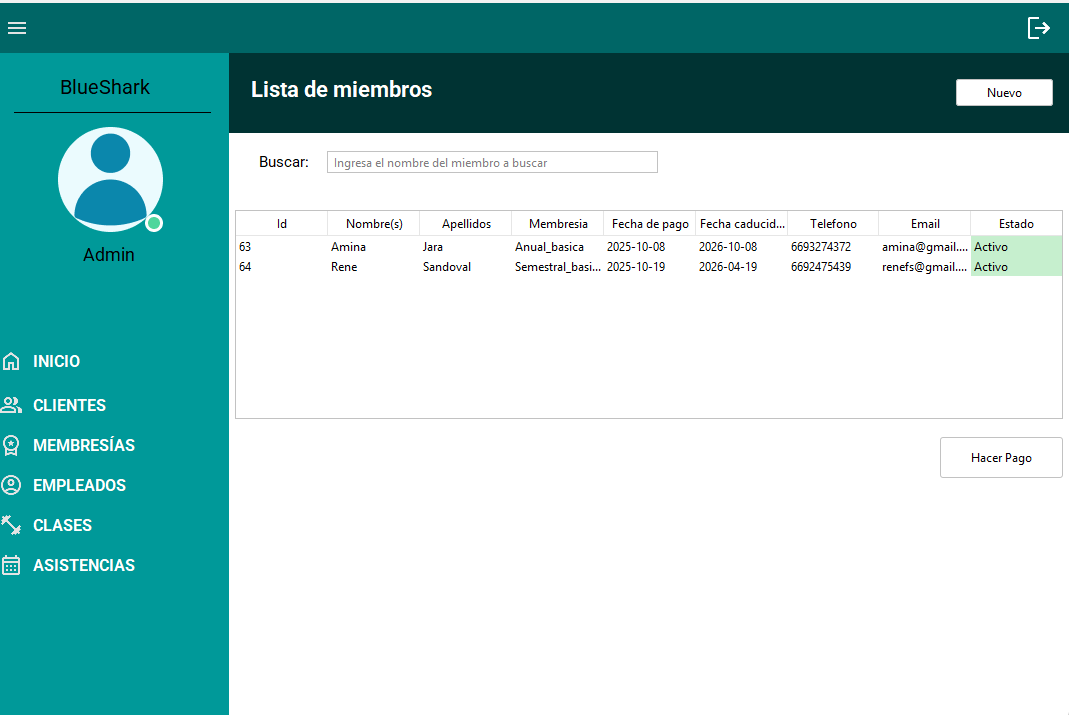 BlueShark
Admin
INICIO
CLIENTES
MEMBRESÍAS
EMPLEADOS
CLASES
ASISTENCIAS
Lista de miembros
Nuevo
Buscar: Ingresa el nombre del miembro a buscar
Id Nombre(s) Apellidos Membresia Fecha de pago Fecha caducid... Telefono Email Estado
63 Amina Jara Anual_basica 2025-10-08 2026-10-08 6693274372 amina@gmail.... Activo
64 Rene Sandoval Semestral_basi... 2025-10-19 2026-04-19 6692475439 renefs@gmail.... Activo
Hacer Pago